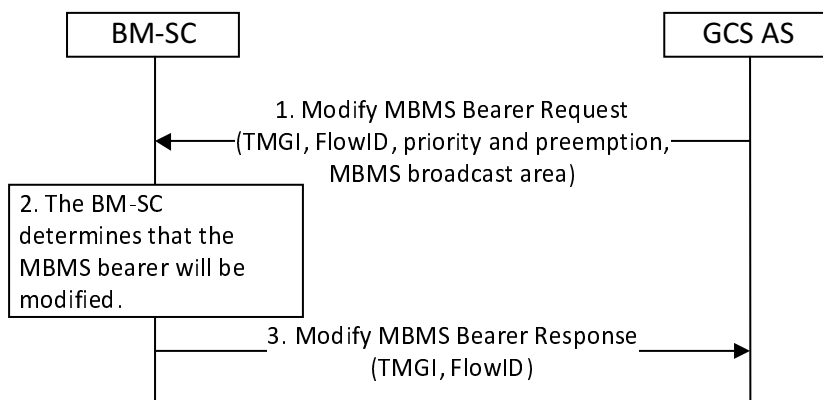 BM-SC
GCS AS
1. Modify MBMS Bearer Request
(TMGI, FlowID, priority and preemption,
MBMS broadcast area)
2. The BM-SC
determines that the
MBMS bearer will be
modified.
3. Modify MBMS Bearer Response
(TMGI, FlowID)